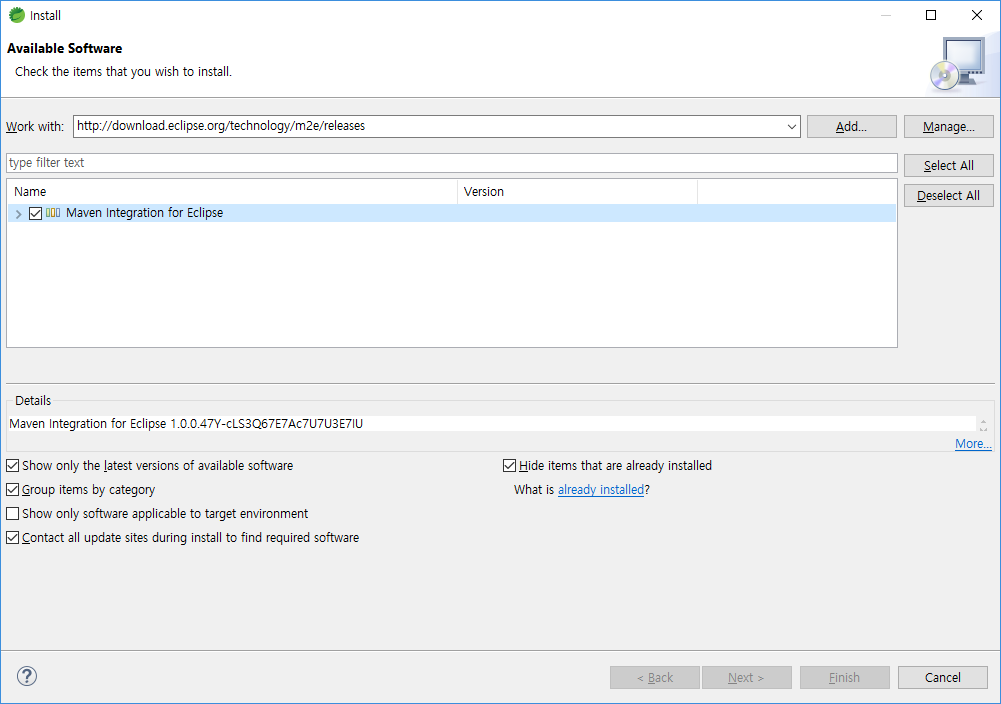 Install
Available Software
Check the items that you wish to install.
Work with: http://download.eclipse.org/technology/m2e/releases Add... Manage...
type filter text Select All
Deselect All
Name Version
Maven Integration for Eclipse
Details
Maven Integration for Eclipse 1.0.0.47Y-cLS3Q67E7Ac7U7U3E7IU
More...
Show only the latest versions of available software Hide items that are already installed
Group items by category What is already installed?
Show only software applicable to target environment
Contact all update sites during install to find required software
?
< Back Next > Finish Cancel